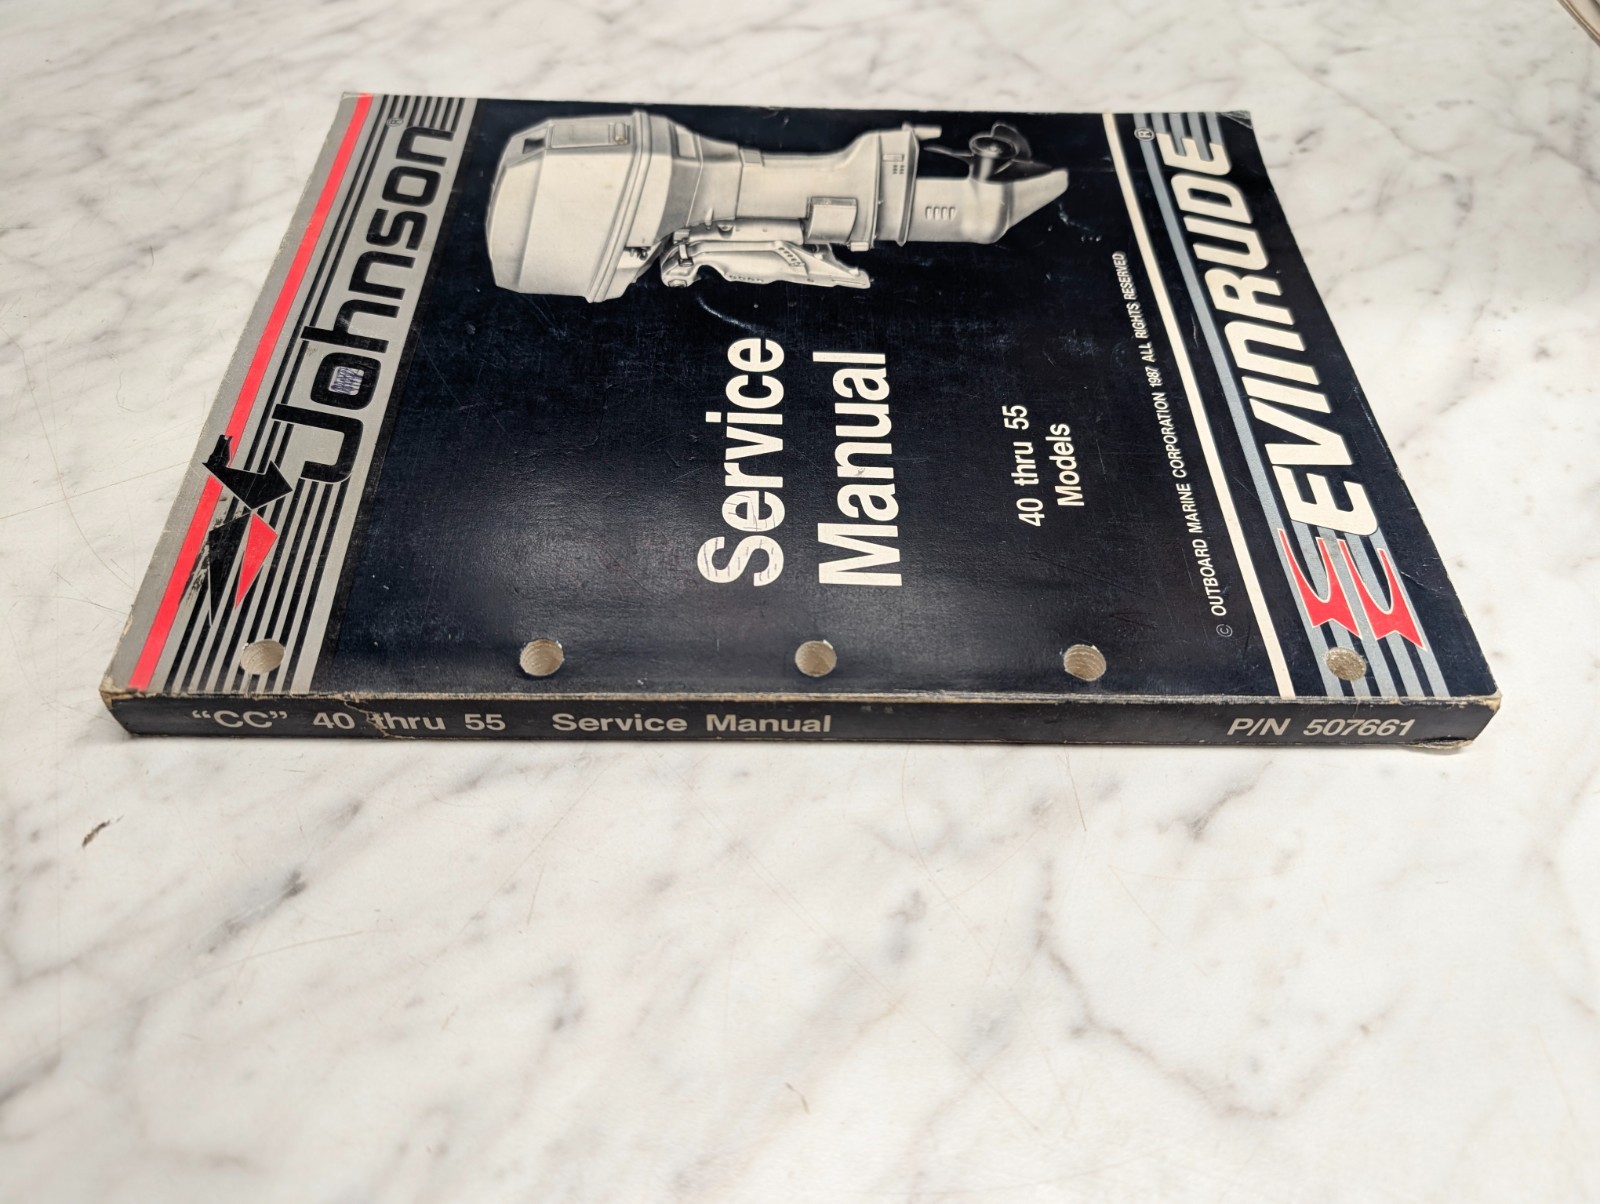 Johnson®
Service
Manual
40 thru 55
Models
© OUTBOARD MARINE CORPORATION 1987 ALL RIGHTS RESERVED
EVINRUDE®
“CC” 40 thru 55 Service Manual P/N 507661